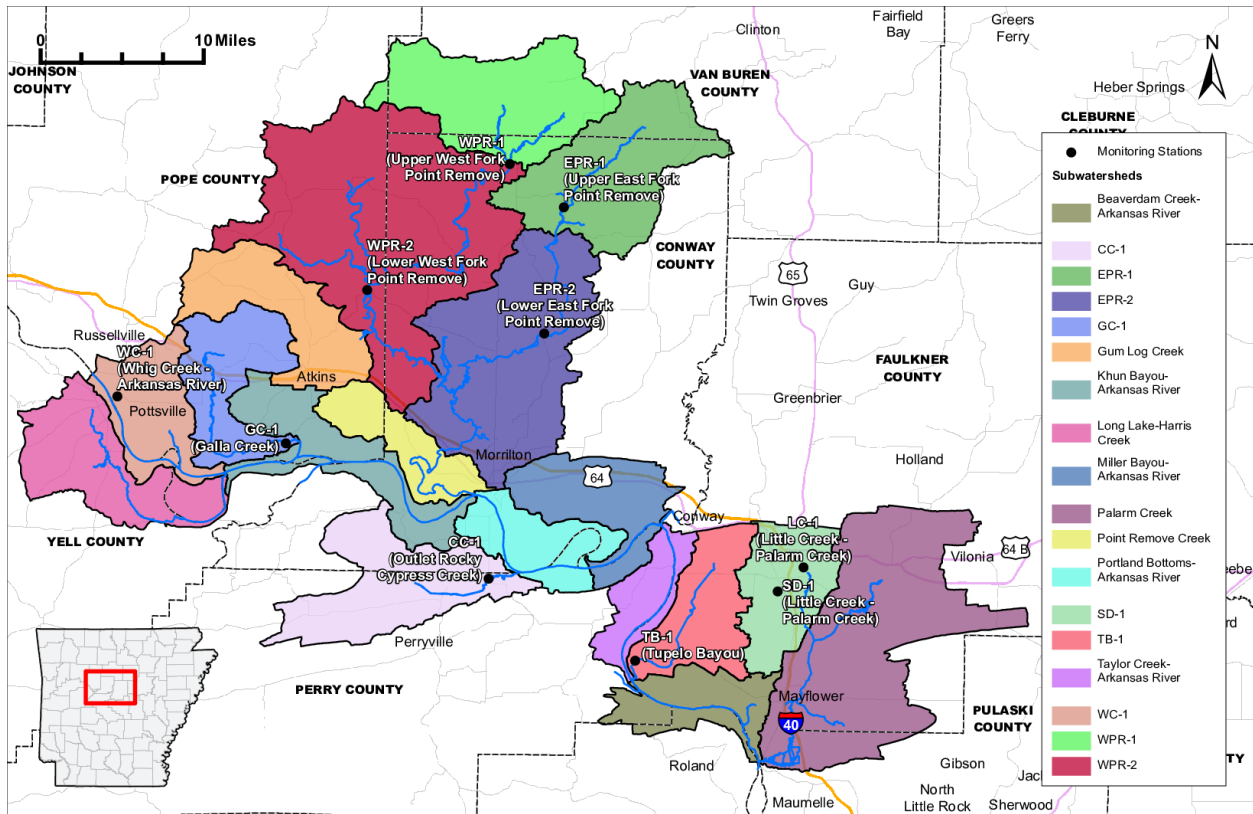 0
10 Miles
JOHNSON
COUNTY
Clinton
Fairfield
Bay
Greers
Ferry
N
VAN BUREN
COUNTY
Heber Springs
CLEBURNE
COUNTY
POPE COUNTY
WPR-1
(Upper West Fork
Point Remove)
EPR-1
(Upper East Fork
Point Remove)
WPR-2
(Lower West Fork
Point Remove)
CONWAY
COUNTY
EPR-2
(Lower East Fork
Point Remove)
65
Twin Groves
Guy
Russellville
WC-1
(Whig Creek -
Arkansas River)
Pottsville
Atkins
FAULKNER
COUNTY
Greenbrier
GC-1
(Galla Creek)
Morrilton
64
Holland
YELL COUNTY
Conway
CC-1
(Outlet Rocky
Cypress Creek)
LC-1
(Little Creek -
Palarm Creek)
SD-1
(Little Creek -
Palarm Creek)
Vilonia
64 B
Perryville
TB-1
(Tupelo Bayou)
PERRY COUNTY
Mayflower
40
PULASKI
COUNTY
Roland
Maumelle
Gibson
North
Little Rock
Sherwood
Monitoring Stations
Subwatersheds
Beaverdam Creek-
Arkansas River
CC-1
EPR-1
EPR-2
GC-1
Gum Log Creek
Khun Bayou-
Arkansas River
Long Lake-Harris
Creek
Miller Bayou-
Arkansas River
Palarm Creek
Point Remove Creek
Portland Bottoms-
Arkansas River
SD-1
TB-1
Taylor Creek-
Arkansas River
WC-1
WPR-1
WPR-2